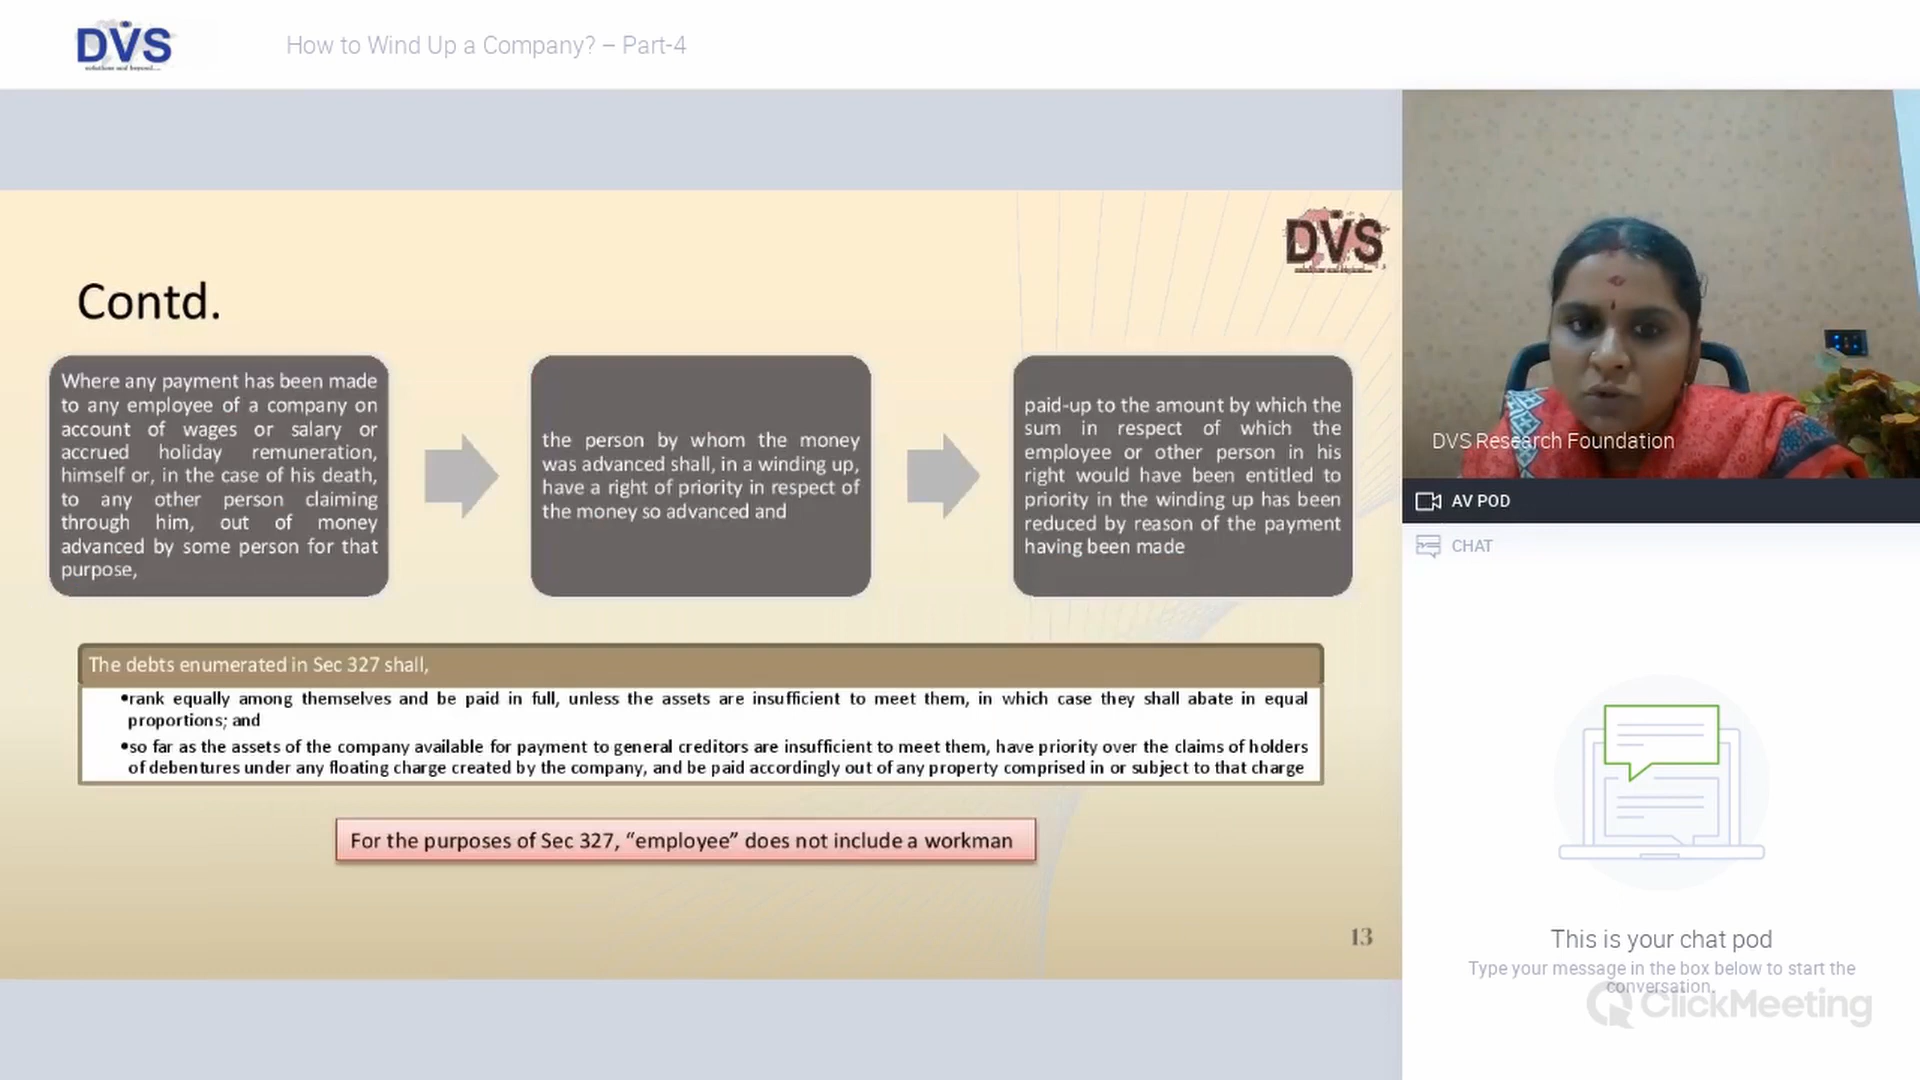 DVS
solutions and beyond....
How to Wind Up a Company? – Part-4
DVS
Contd.
Where any payment has been made
to any employee of a company on
account of wages or salary or
accrued holiday remuneration,
himself or, in the case of his death,
to any other person claiming
through him, out of money
advanced by some person for that
purpose,
the person by whom the money
was advanced shall, in a winding up,
have a right of priority in respect of
the money so advanced and
paid-up to the amount by which the
sum in respect of which the
employee or other person in his
right would have been entitled to
priority in the winding up has been
reduced by reason of the payment
having been made
The debts enumerated in Sec 327 shall,
•rank equally among themselves and be paid in full, unless the assets are insufficient to meet them, in which case they shall abate in equal
proportions; and
•so far as the assets of the company available for payment to general creditors are insufficient to meet them, have priority over the claims of holders
of debentures under any floating charge created by the company, and be paid accordingly out of any property comprised in or subject to that charge
For the purposes of Sec 327, “employee” does not include a workman
13
DVS Research Foundation
AV POD
CHAT
This is your chat pod
Type your message in the box below to start the
conversation.
ClickMeeting